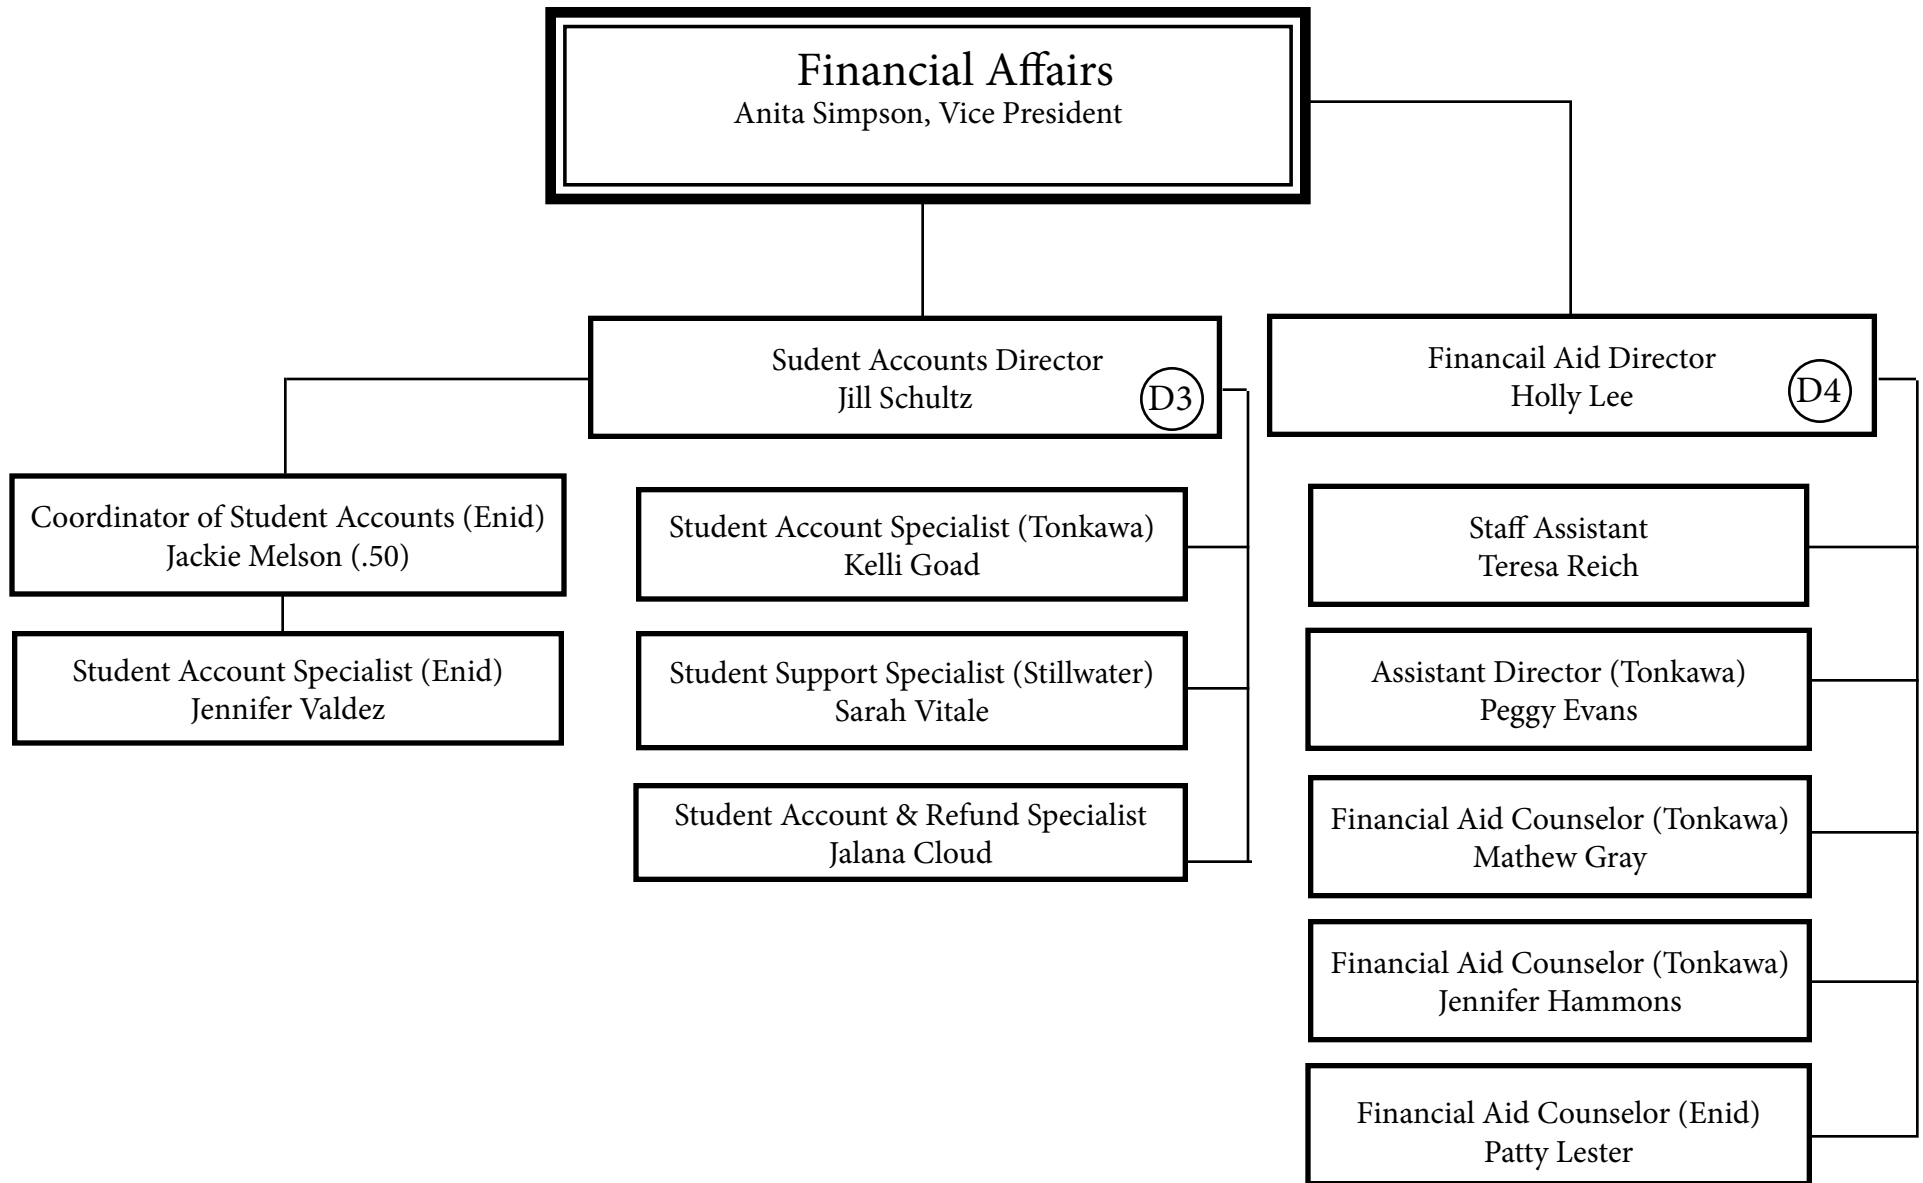 Financial Affairs
Anita Simpson, Vice President
Sudent Accounts Director
Jill Schultz
D3
Financail Aid Director
Holly Lee
D4
Coordinator of Student Accounts (Enid)
Jackie Melson (.50)
Student Account Specialist (Enid)
Jennifer Valdez
Student Account Specialist (Tonkawa)
Kelli Goad
Student Support Specialist (Stillwater)
Sarah Vitale
Student Account & Refund Specialist
Jalana Cloud
Staff Assistant
Teresa Reich
Assistant Director (Tonkawa)
Peggy Evans
Financial Aid Counselor (Tonkawa)
Mathew Gray
Financial Aid Counselor (Tonkawa)
Jennifer Hammons
Financial Aid Counselor (Enid)
Patty Lester